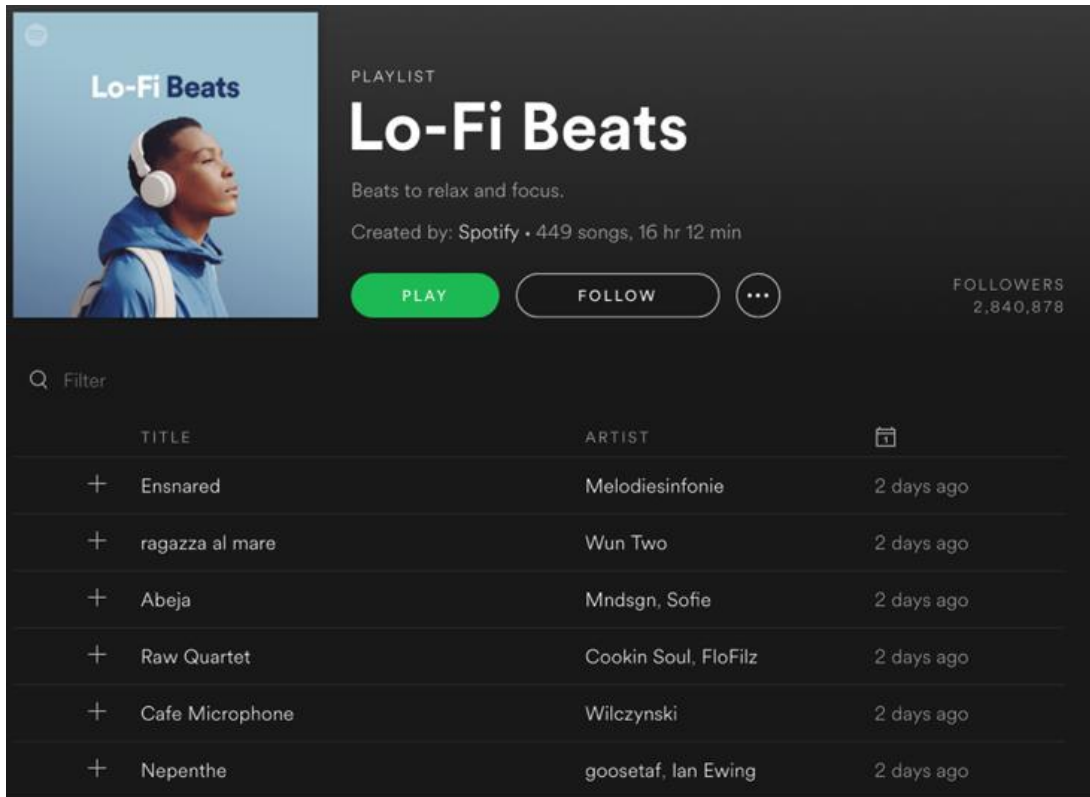 Lo-Fi Beats
PLAYLIST
Lo-Fi Beats
Beats to relax and focus.
Created by: Spotify • 449 songs, 16 hr 12 min
PLAY FOLLOW
FOLLOWERS
2,840,878
Filter
TITLE ARTIST 1
Ensnared Melodiesinfonie 2 days ago
ragazza al mare Wun Two 2 days ago
Abeja Mndsgn, Sofie 2 days ago
Raw Quartet Cookin Soul, FloFilz 2 days ago
Cafe Microphone Wilczynski 2 days ago
Nepenthe goosetaf, Ian Ewing 2 days ago